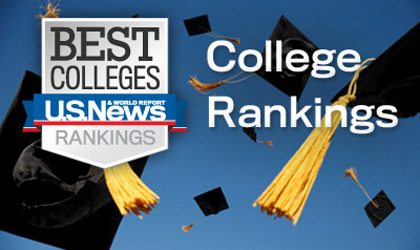 BEST
COLLEGES
U.S.News
& WORLD REPORT
RANKINGS
College
Rankings